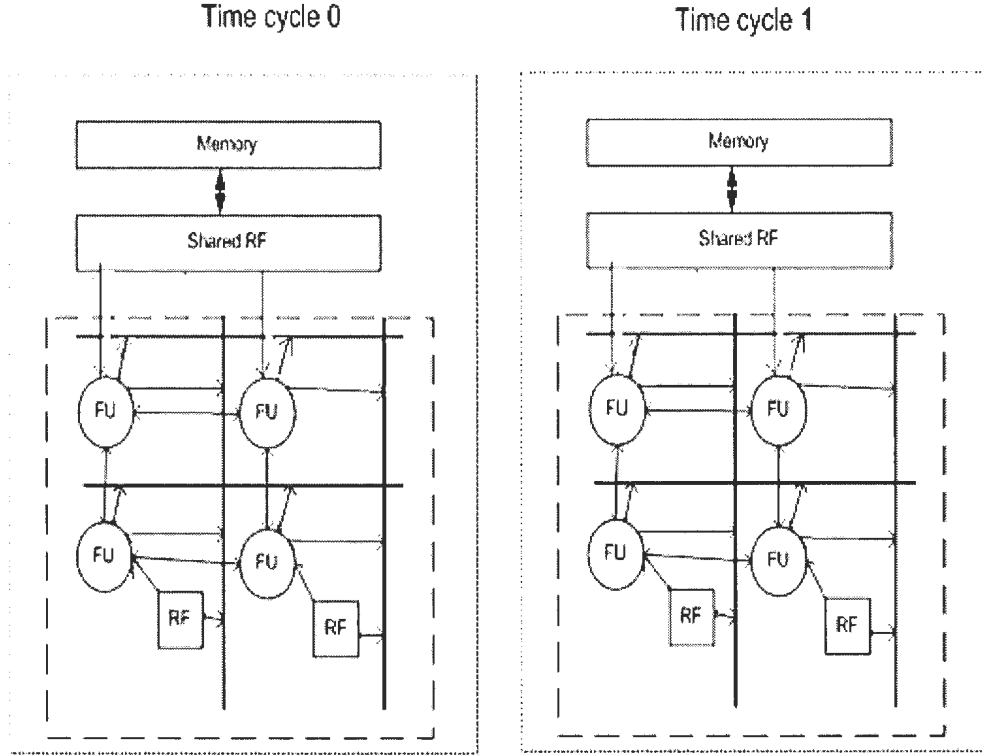 Time cycle 0
Time cycle 1
Memory
Shared RF
FU
FU
FU
FU
RF
RF
Memory
Shared RF
FU
FU
FU
FU
RF
RF